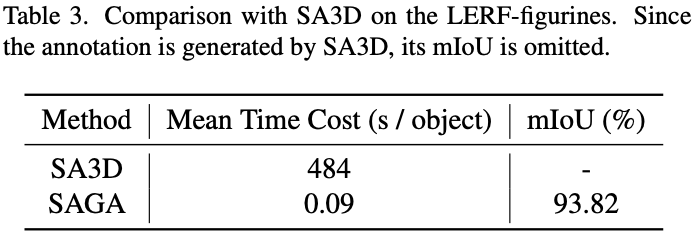 Table 3. Comparison with SA3D on the LERF-figurines. Since
the annotation is generated by SA3D, its mIoU is omitted.
Method Mean Time Cost (s / object) mIoU (%)
SA3D 484 -
SAGA 0.09 93.82